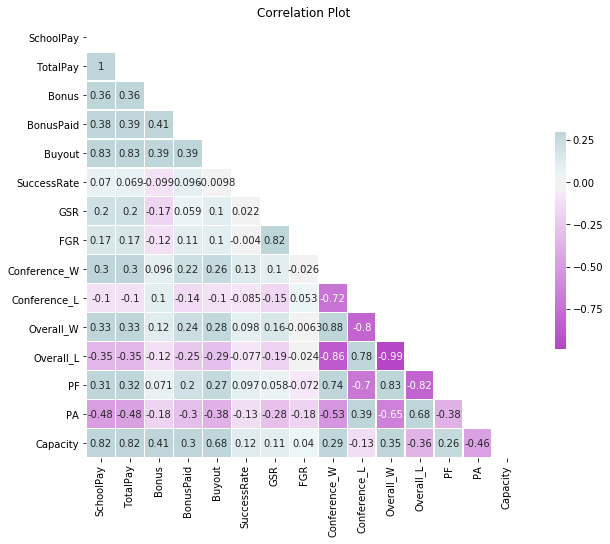 Correlation Plot
SchoolPay
TotalPay 1
Bonus 0.36 0.36
BonusPaid 0.38 0.39 0.41
Buyout 0.83 0.83 0.39 0.39
SuccessRate 0.07 0.069 -0.099 0.096 -0.0098
GSR 0.2 0.2 -0.17 0.059 0.1 0.022
FGR 0.17 0.17 -0.12 0.11 0.1 -0.004 0.82
Conference_W 0.3 0.3 0.096 0.22 0.26 0.13 0.1 -0.026
Conference_L -0.1 -0.1 0.1 -0.14 -0.1 -0.085 -0.15 0.053 -0.72
Overall_W 0.33 0.33 0.12 0.24 0.28 0.098 0.16 -0.0063 0.88 -0.8
Overall_L -0.35 -0.35 -0.12 -0.25 -0.29 -0.077 -0.19 -0.024 -0.86 0.78 -0.99
PF 0.31 0.32 0.071 0.2 0.27 0.097 0.058 -0.072 0.74 -0.7 0.83 -0.82
PA -0.48 -0.48 -0.18 -0.3 -0.38 -0.13 -0.28 -0.18 -0.53 0.39 -0.65 0.68 -0.38
Capacity 0.82 0.82 0.41 0.3 0.68 0.12 0.11 0.04 0.29 -0.13 0.35 -0.36 0.26 -0.46
SchoolPay TotalPay Bonus BonusPaid Buyout SuccessRate GSR FGR Conference_W Conference_L Overall_W Overall_L PF PA Capacity
0.25
0.00
-0.25
-0.50
-0.75